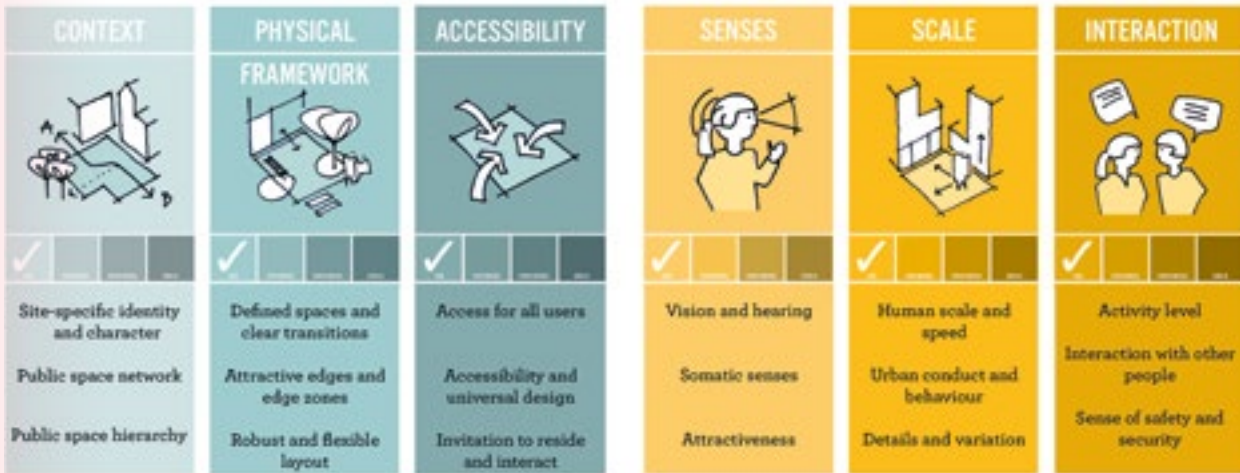 CONTEXT
Site-specific identity
and character
Public space network
Public space hierarchy
PHYSICAL
FRAMEWORK
Defined spaces and
clear transitions
Attractive edges and
edge zones
Robust and flexible
layout
ACCESSIBILITY
Access for all users
Accessibility and
universal design
Invitation to reside
and interact
SENSES
Vision and hearing
Somatic senses
Attractiveness
SCALE
Human scale and
speed
Urban conduct and
behaviour
Details and variation
INTERACTION
Activity level
Interaction with other
people
Sense of safety and
security